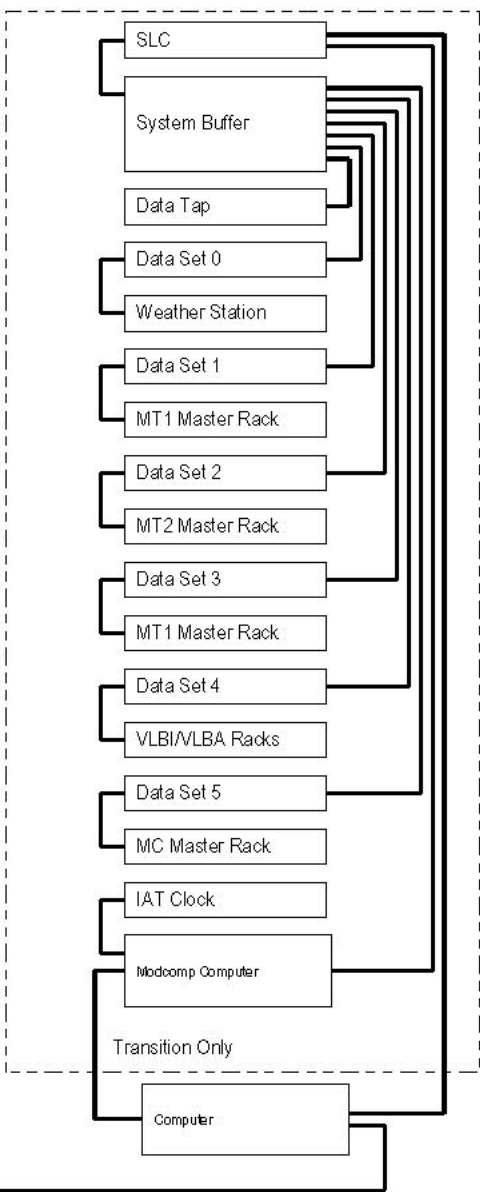 SLC
System Buffer
Data Tap
Data Set 0
Weather Station
Data Set 1
MT1 Master Rack
Data Set 2
MT2 Master Rack
Data Set 3
MT1 Master Rack
Data Set 4
VLBI/VLBA Racks
Data Set 5
MC Master Rack
IAT Clock
Modcomp Computer
Transition Only
Computer